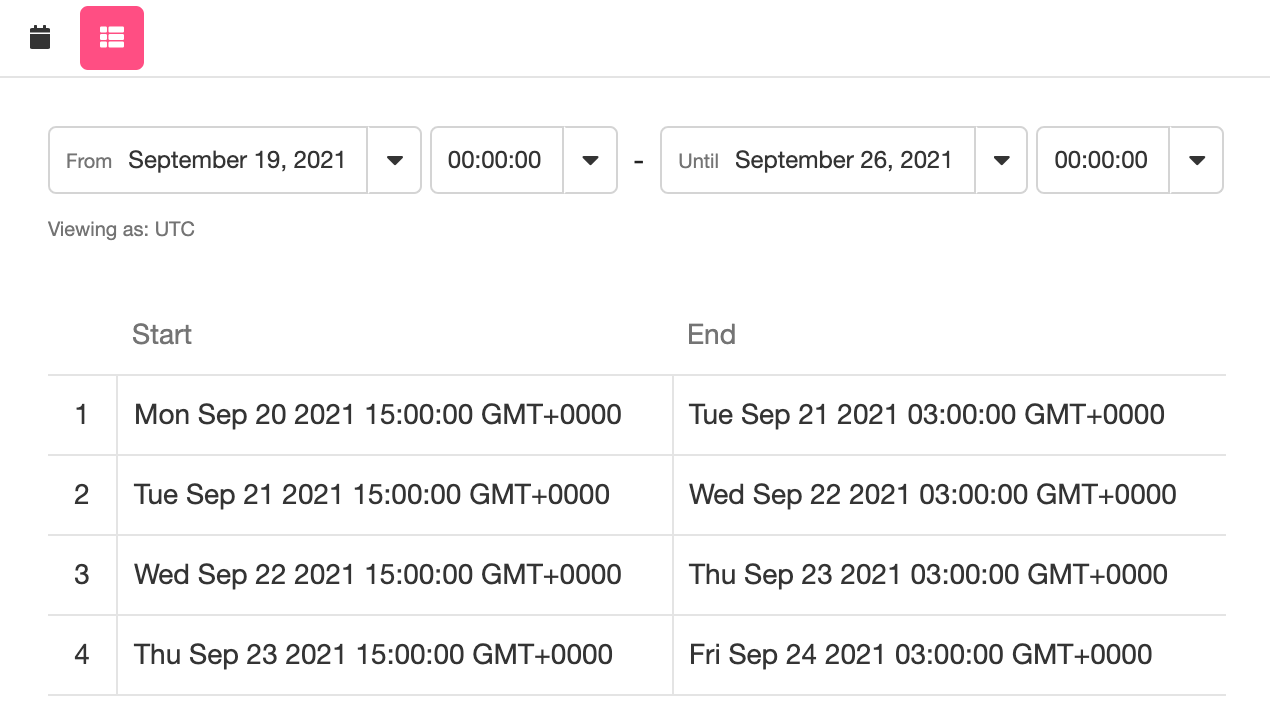 From September 19, 2021 00:00:00 - Until September 26, 2021 00:00:00
Viewing as: UTC
Start End
1 Mon Sep 20 2021 15:00:00 GMT+0000 Tue Sep 21 2021 03:00:00 GMT+0000
2 Tue Sep 21 2021 15:00:00 GMT+0000 Wed Sep 22 2021 03:00:00 GMT+0000
3 Wed Sep 22 2021 15:00:00 GMT+0000 Thu Sep 23 2021 03:00:00 GMT+0000
4 Thu Sep 23 2021 15:00:00 GMT+0000 Fri Sep 24 2021 03:00:00 GMT+0000